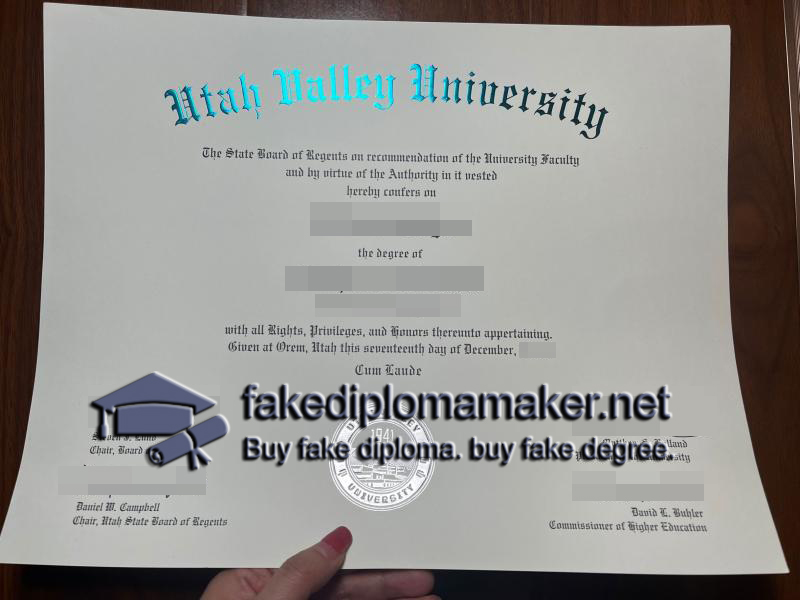 Utah Valley University
The State Board of Regents on recommendation of the University Faculty
and by virtue of the Authority in it vested
hereby confers on
the degree of
with all Rights, Privileges, and Honors thereunto appertaining.
Given at Orem, Utah this seventeenth day of December,
Cum Laude
fakediplomamaker.net
Buy fake diploma. buy fake degree.
Chair, Board
1941
UNIVERSITY
Daniel W. Campbell
Chair, Utah State Board of Regents
David L. Buhler
Commissioner of Higher Education